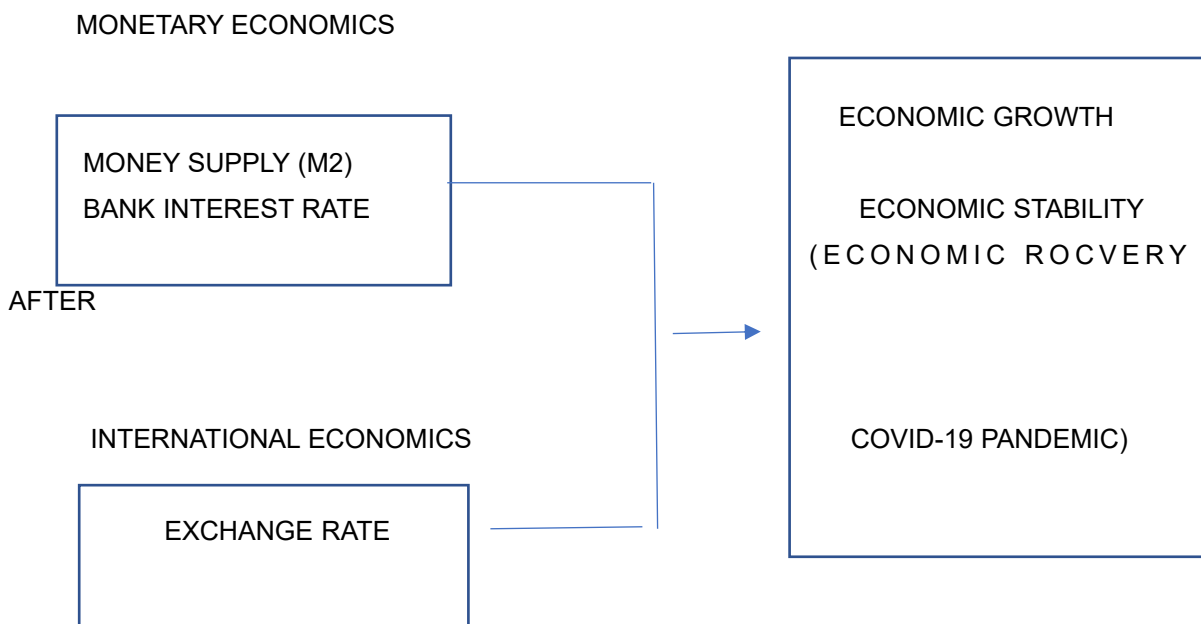 MONETARY ECONOMICS
MONEY SUPPLY (M2)
BANK INTEREST RATE
AFTER
INTERNATIONAL ECONOMICS
EXCHANGE RATE
ECONOMIC GROWTH
ECONOMIC STABILITY
(ECONOMIC ROCVERY
COVID-19 PANDEMIC)